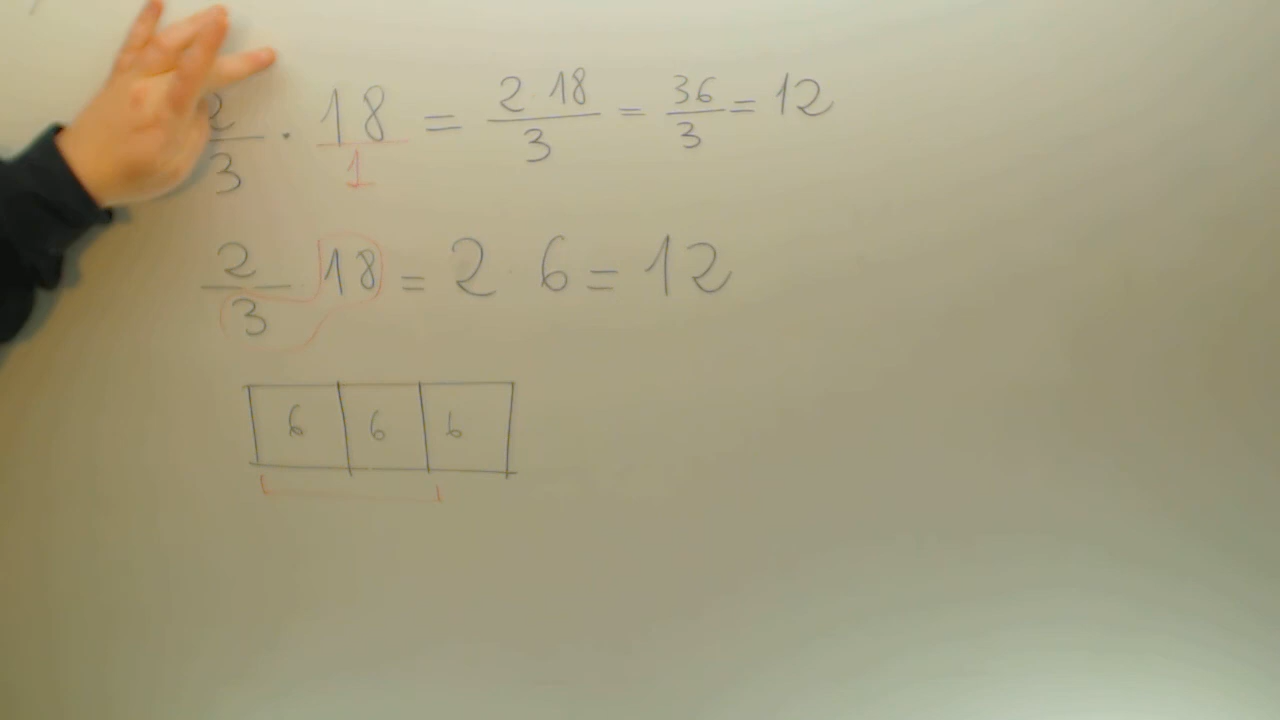 2/3 · 18/1 = 2·18/3 = 36/3 = 12
2/3 · 18 = 2 · 6 = 12
6 6 6